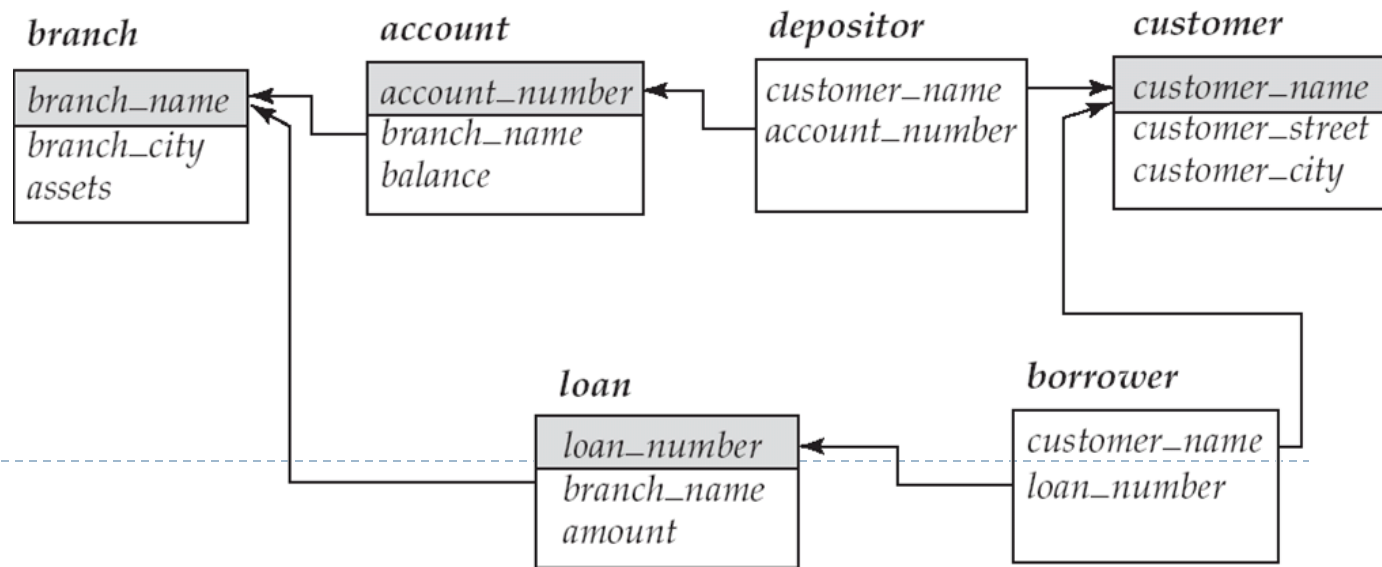 branch
branch_name
branch_city
assets
account
account_number
branch_name
balance
depositor
customer_name
account_number
customer
customer_name
customer_street
customer_city
loan
loan_number
branch_name
amount
borrower
customer_name
loan_number